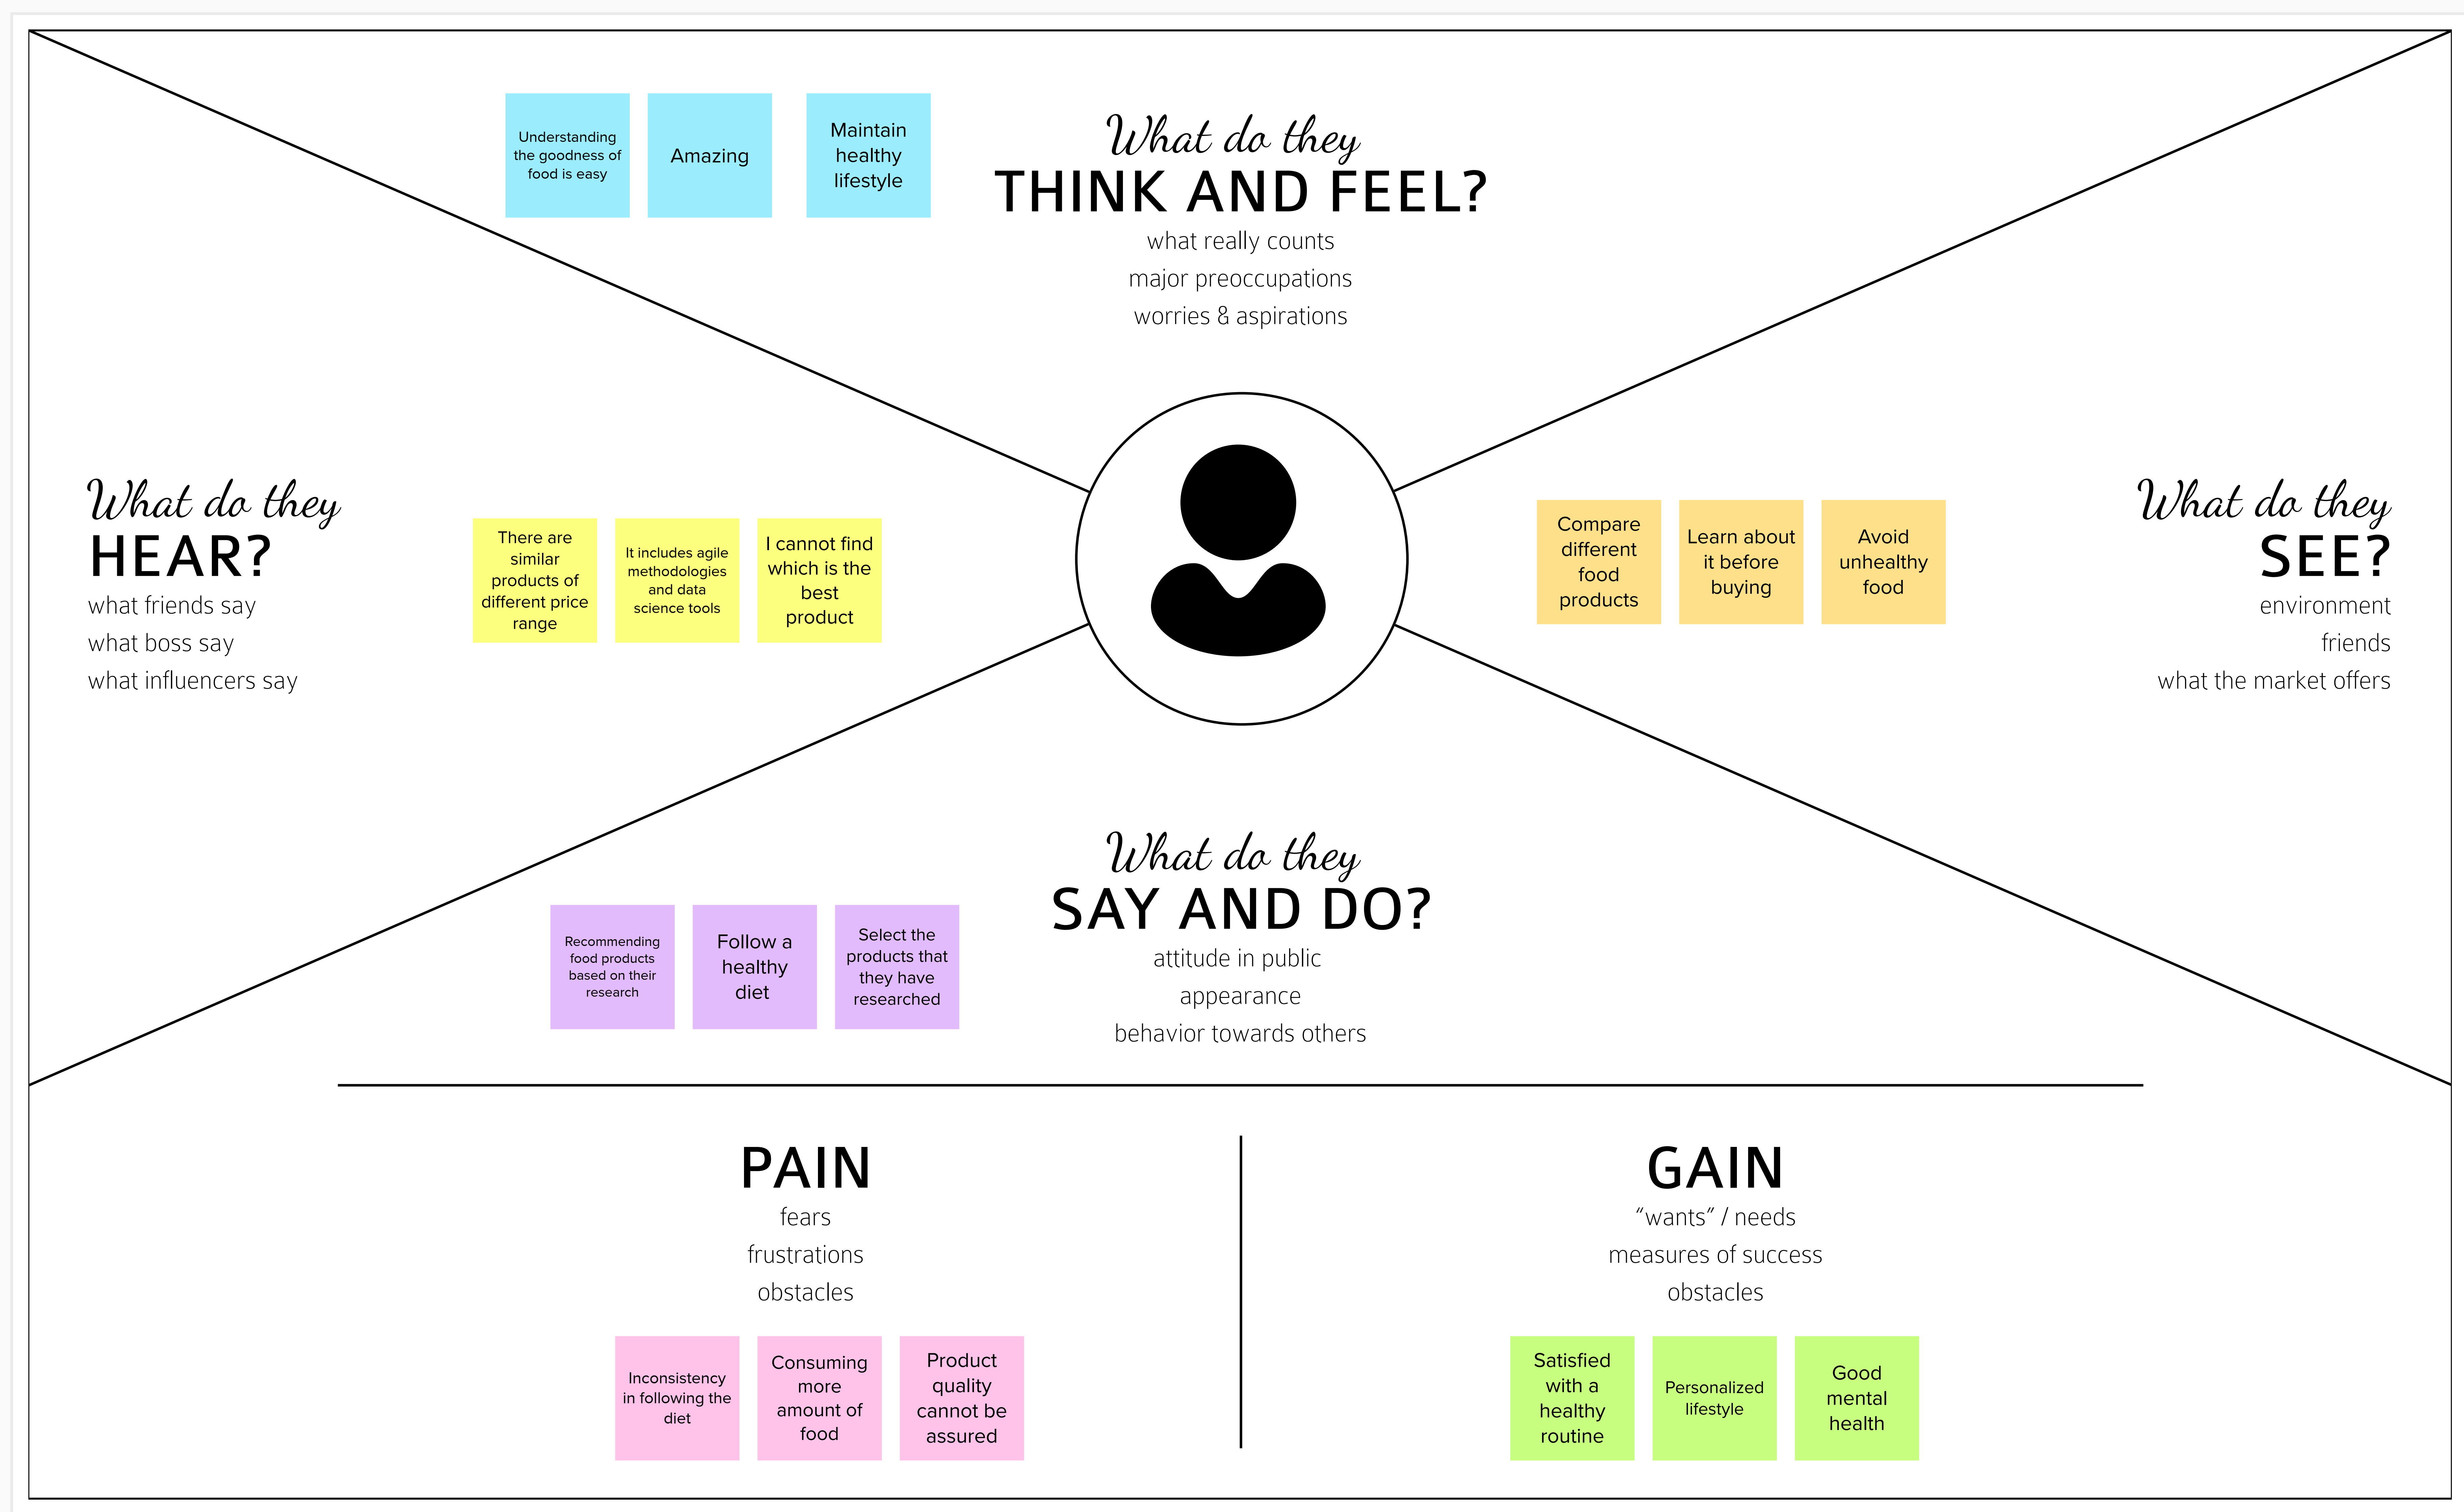 Understanding
the goodness of
food is easy
Amazing
Maintain
healthy
lifestyle
What do they
THINK AND FEEL?
what really counts
major preoccupations
worries & aspirations
What do they
HEAR?
what friends say
what boss say
what influencers say
There are
similar
products of
different price
range
It includes agile
methodologies
and data
science tools
I cannot find
which is the
best
product
Compare
different
food
products
Learn about
it before
buying
Avoid
unhealthy
food
What do they
SEE?
environment
friends
what the market offers
What do they
SAY AND DO?
attitude in public
appearance
behavior towards others
Recommending
food products
based on their
research
Follow a
healthy
diet
Select the
products that
they have
researched
PAIN
fears
frustrations
obstacles
Inconsistency
in following the
diet
Consuming
more
amount of
food
Product
quality
cannot be
assured
GAIN
“wants” / needs
measures of success
obstacles
Satisfied
with a
healthy
routine
Personalized
lifestyle
Good
mental
health